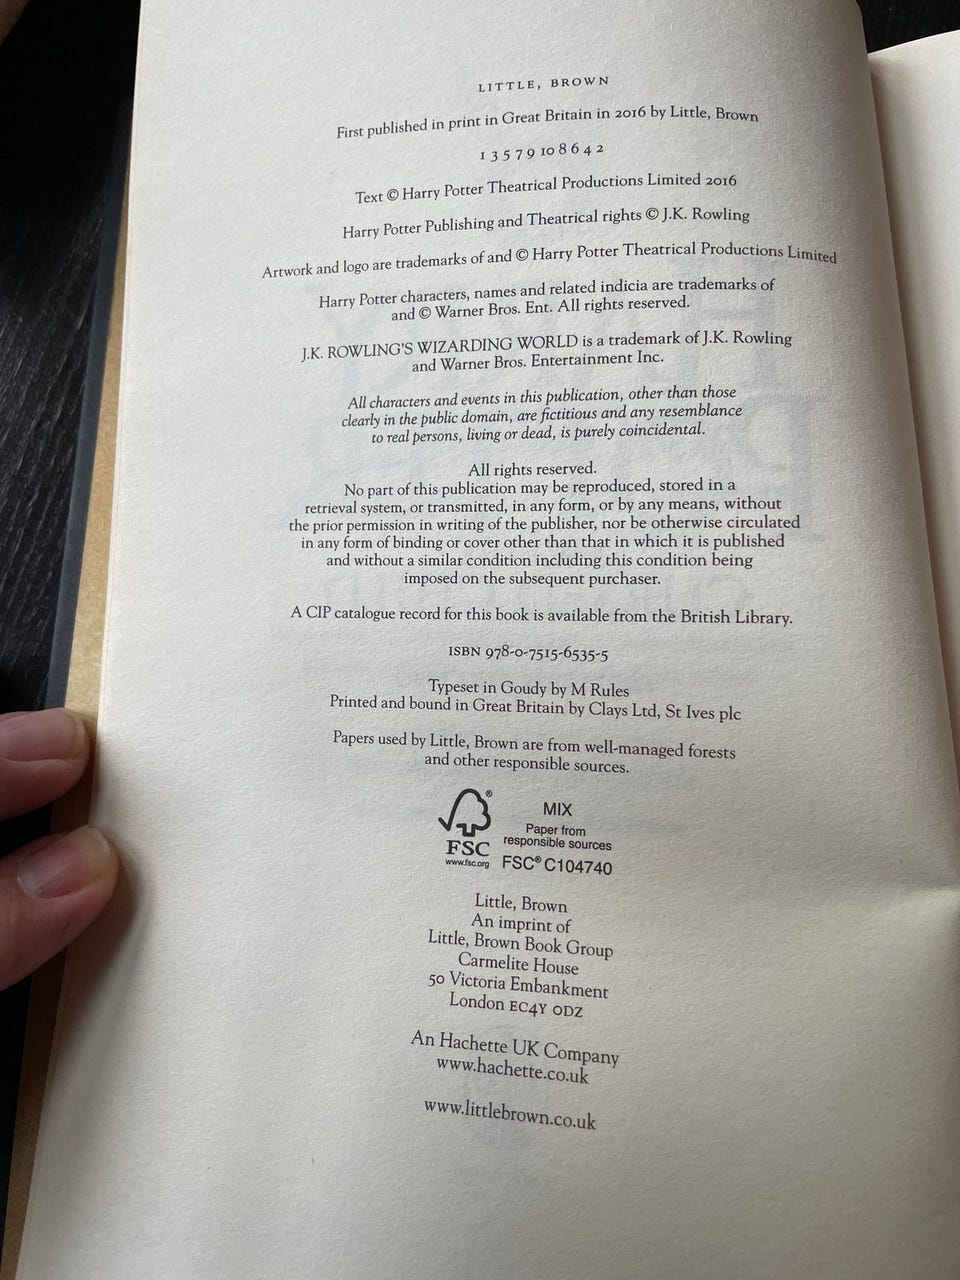 LITTLE, BROWN
First published in print in Great Britain in 2016 by Little, Brown
1 3 5 7 9 10 8 6 4 2
Text © Harry Potter Theatrical Productions Limited 2016
Harry Potter Publishing and Theatrical rights © J.K. Rowling
Artwork and logo are trademarks of and © Harry Potter Theatrical Productions Limited
Harry Potter characters, names and related indicia are trademarks of
and © Warner Bros. Ent. All rights reserved.
J.K. ROWLING'S WIZARDING WORLD is a trademark of J.K. Rowling
and Warner Bros. Entertainment Inc.
All characters and events in this publication, other than those
clearly in the public domain, are fictitious and any resemblance
to real persons, living or dead, is purely coincidental.
All rights reserved.
No part of this publication may be reproduced, stored in a
retrieval system, or transmitted, in any form, or by any means, without
the prior permission in writing of the publisher, nor be otherwise circulated
in any form of binding or cover other than that in which it is published
and without a similar condition including this condition being
imposed on the subsequent purchaser.
A CIP catalogue record for this book is available from the British Library.
ISBN 978-0-7515-6535-5
Typeset in Goudy by M Rules
Printed and bound in Great Britain by Clays Ltd, St Ives plc
Papers used by Little, Brown are from well-managed forests
and other responsible sources.
®
FSC
www.fsc.org
MIX
Paper from
responsible sources
FSC® C104740
Little, Brown
An imprint of
Little, Brown Book Group
Carmelite House
50 Victoria Embankment
London EC4Y 0DZ
An Hachette UK Company
www.hachette.co.uk
www.littlebrown.co.uk